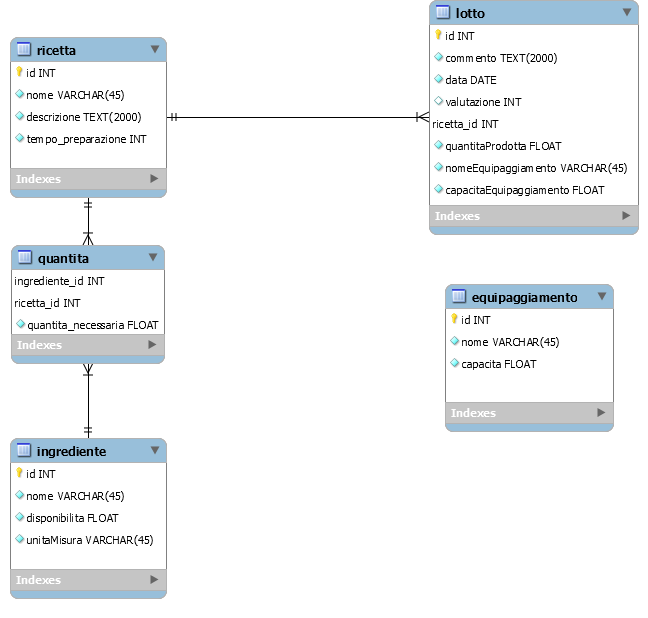 ricetta
id INT
nome VARCHAR(45)
descrizione TEXT(2000)
tempo_preparazione INT
Indexes
quantita
ingrediente_id INT
ricetta_id INT
quantita_necessaria FLOAT
Indexes
ingrediente
id INT
nome VARCHAR(45)
disponibilita FLOAT
unitaMisura VARCHAR(45)
Indexes
lotto
id INT
commento TEXT(2000)
data DATE
valutazione INT
ricetta_id INT
quantitaProdotta FLOAT
nomeEquipaggiamento VARCHAR(45)
capacitaEquipaggiamento FLOAT
Indexes
equipaggiamento
id INT
nome VARCHAR(45)
capacita FLOAT
Indexes